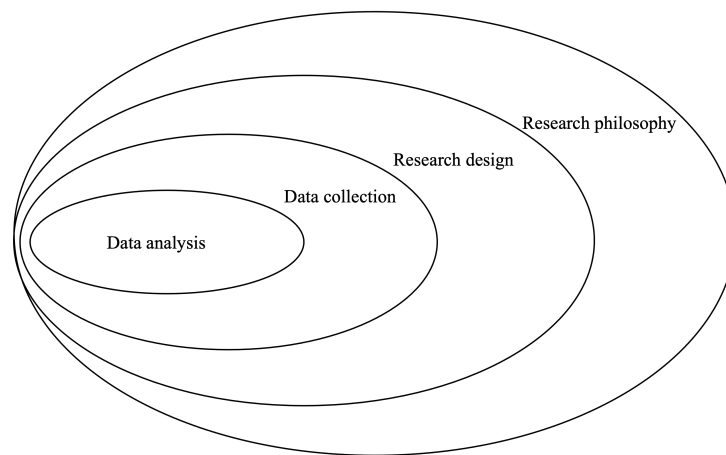 Research philosophy
Research design
Data collection
Data analysis